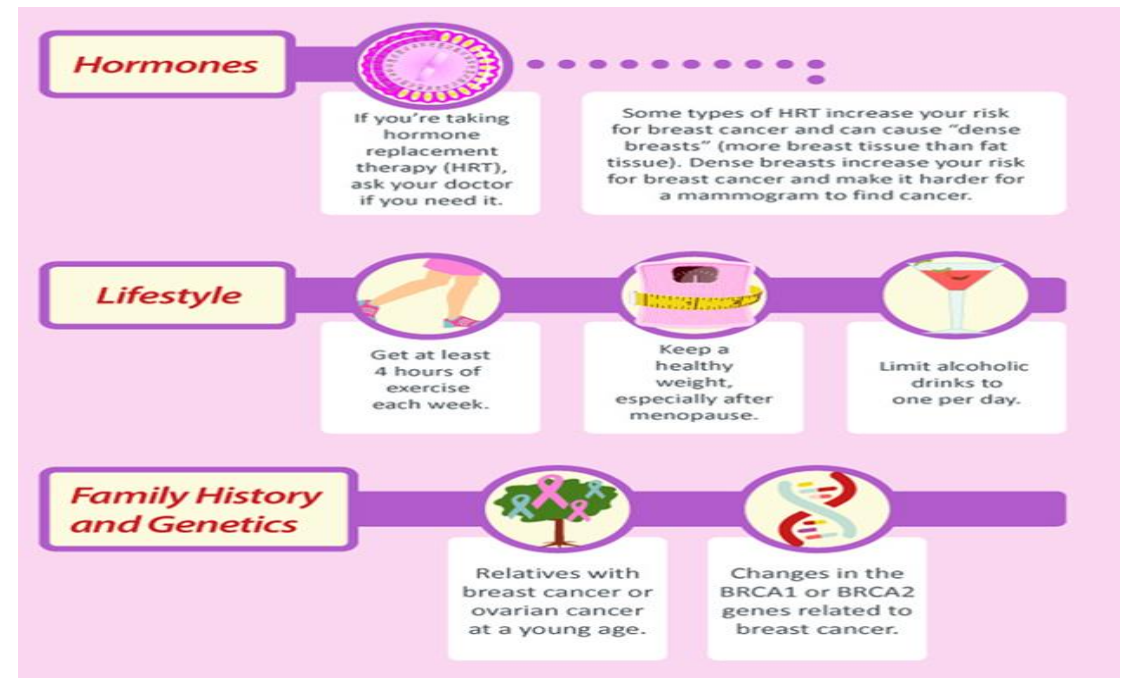 Hormones
If you're taking
hormone
replacement
therapy (HRT),
ask your doctor
if you need it.
Some types of HRT increase your risk
for breast cancer and can cause “dense
breasts” (more breast tissue than fat
tissue). Dense breasts increase your risk
for breast cancer and make it harder for
a mammogram to find cancer.
Lifestyle
Get at least
4 hours of
exercise
each week.
Keep a
healthy
weight,
especially after
menopause.
Limit alcoholic
drinks to
one per day.
Family History
and Genetics
Relatives with
breast cancer or
ovarian cancer
at a young age.
Changes in the
BRCA1 or BRCA2
genes related to
breast cancer.